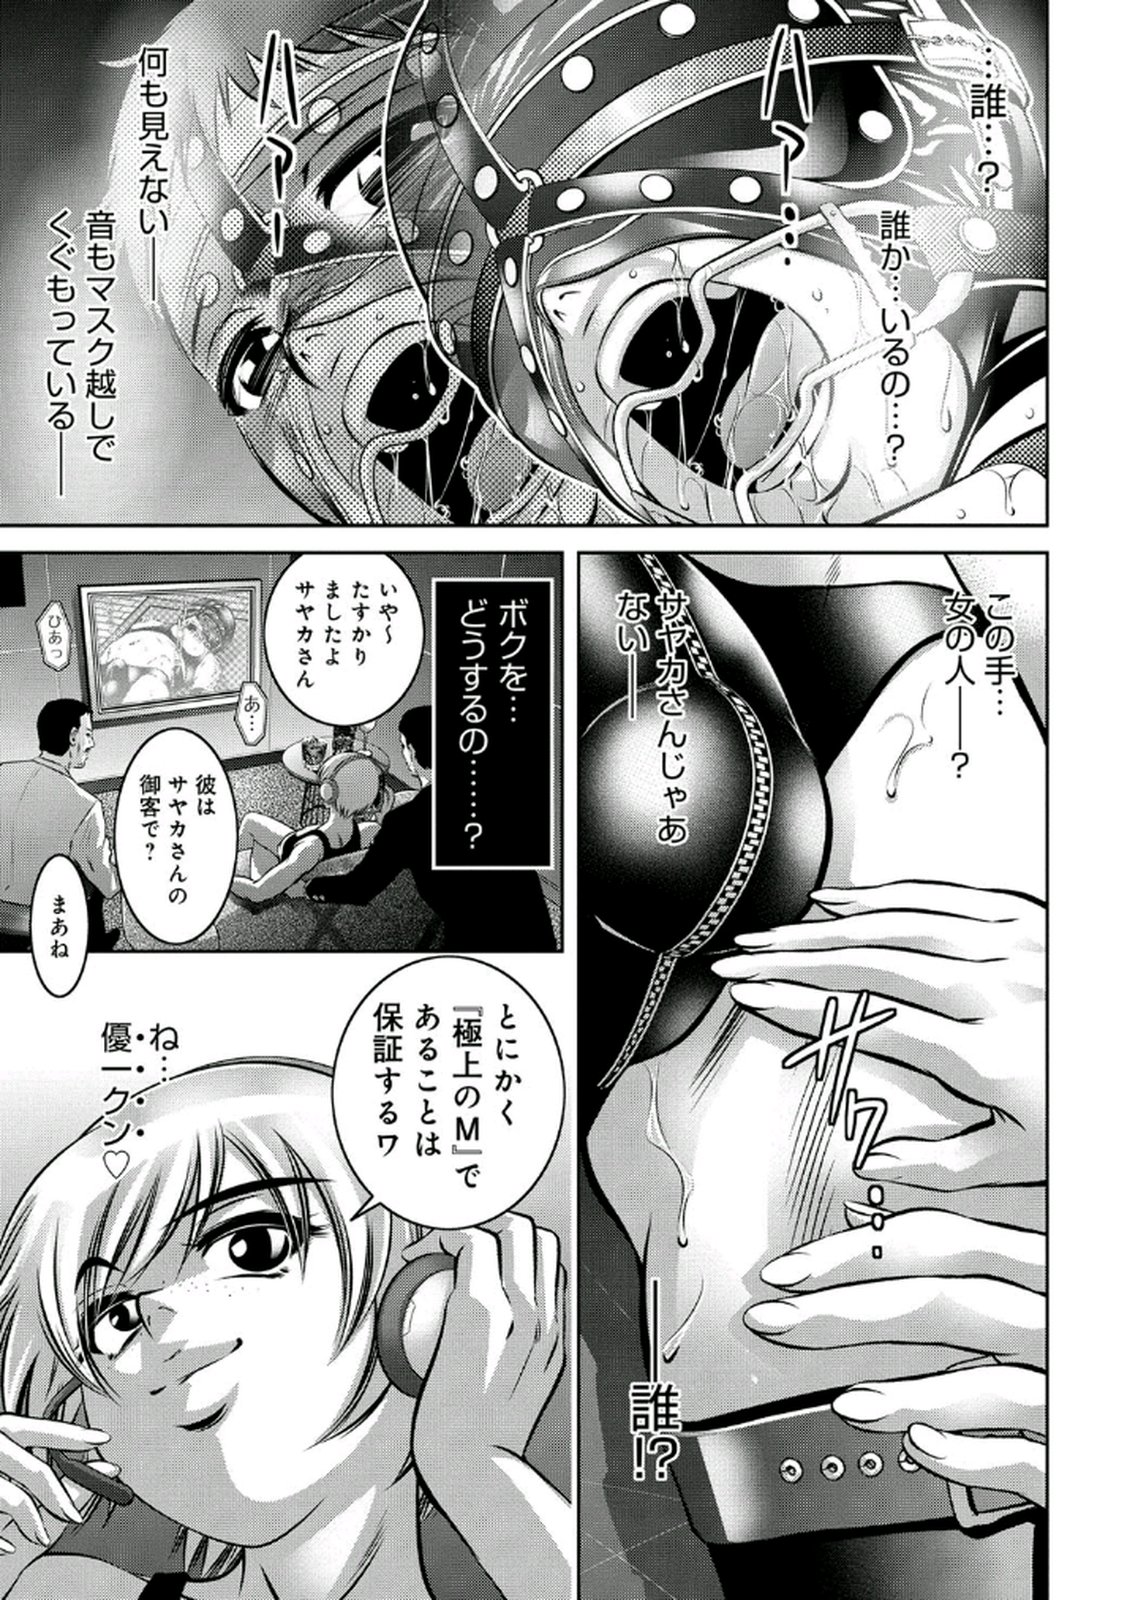 …誰…？
誰か…いるの…？
ハァー…
ハァー…
何も見えない――
音もマスク越しで
くぐもっている――
この手…
女の人――？
サヤカさんじゃあ
ない――
ザワ…
――誰!?
ボクを…
どうするの……？
いや〜
たすかり
ましたよ
サヤカさん
ひあっ
あ…
彼は
サヤカさんの
御客で？
まあね
とにかく
『極上のM』で
あることは
保証するワ
ね…
優一クン♡